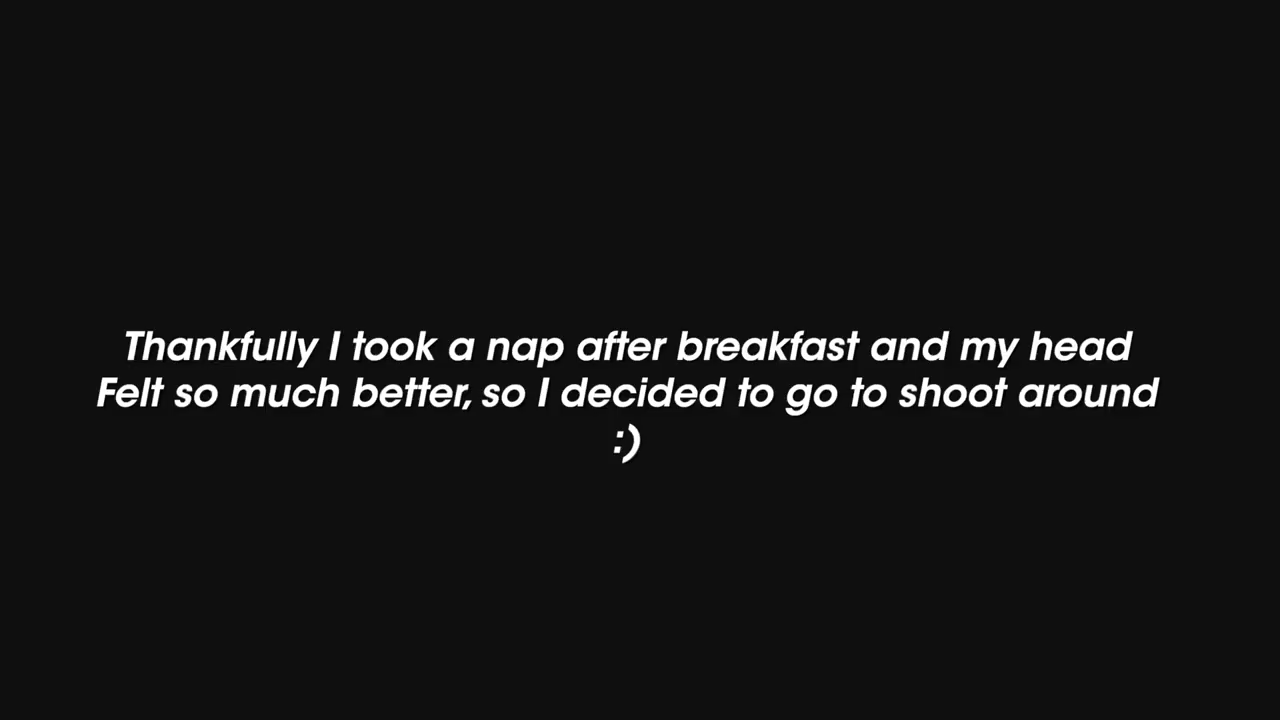 Thankfully I took a nap after breakfast and my head
Felt so much better, so I decided to go to shoot around
:)